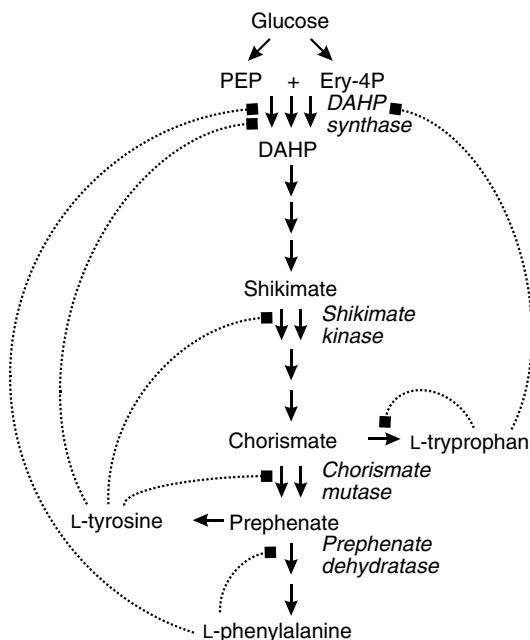 Glucose
PEP + Ery-4P
DAHP
synthase
DAHP
Shikimate
Shikimate
kinase
Chorismate
L-tryprophan
Chorismate
mutase
L-tyrosine
Prephenate
Prephenate
dehydratase
L-phenylalanine